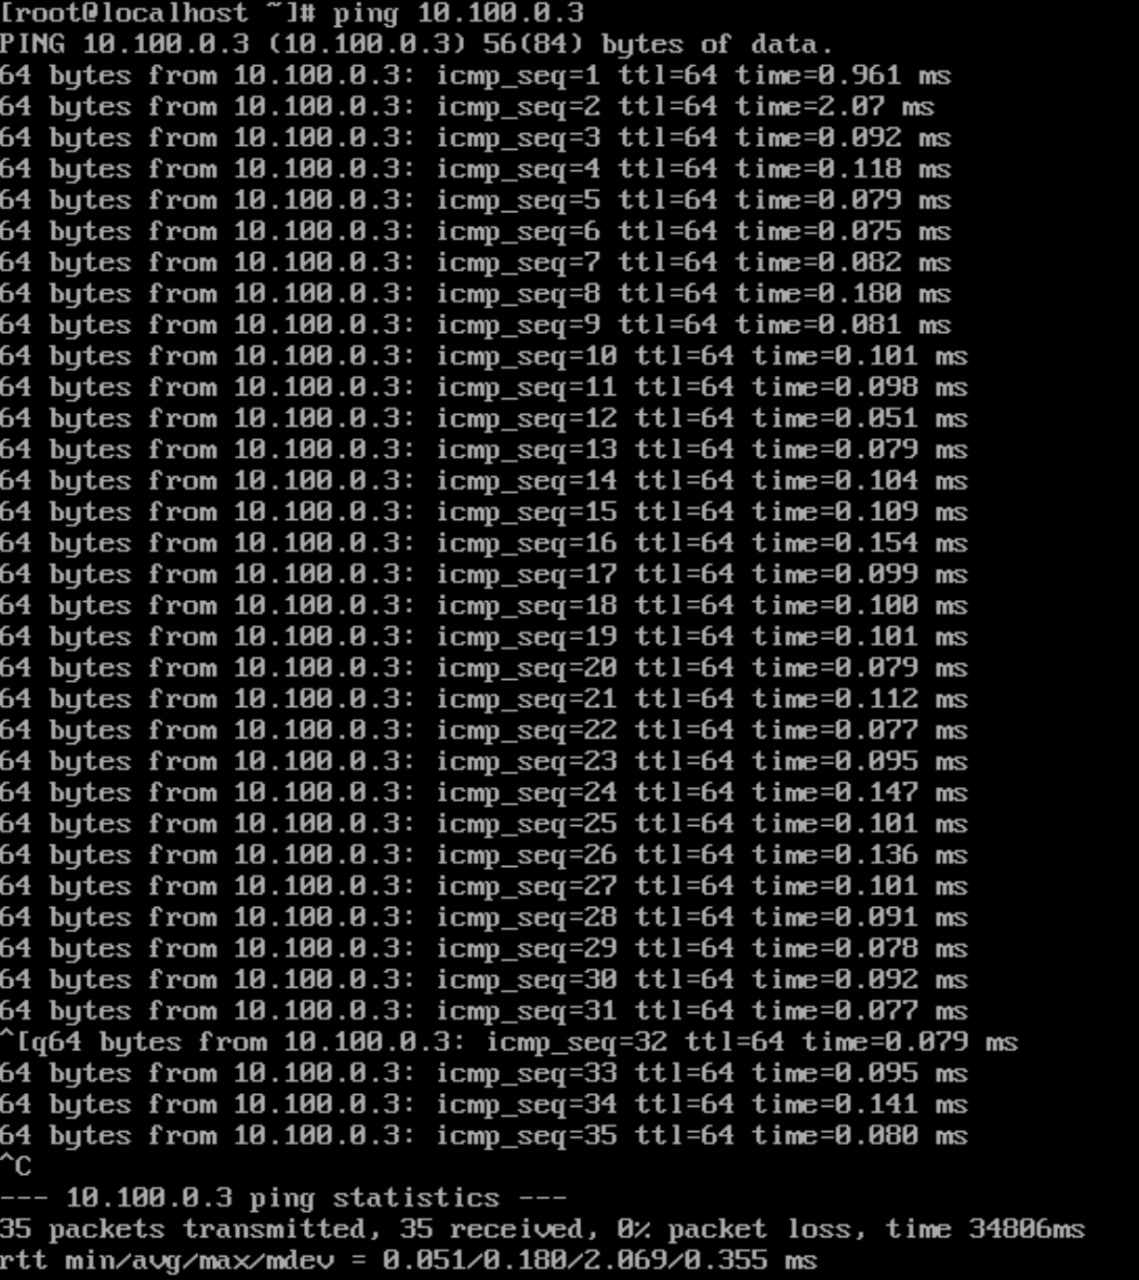 [root@localhost ~]# ping 10.100.0.3
PING 10.100.0.3 (10.100.0.3) 56(84) bytes of data.
64 bytes from 10.100.0.3: icmp_seq=1 ttl=64 time=0.961 ms
64 bytes from 10.100.0.3: icmp_seq=2 ttl=64 time=2.07 ms
64 bytes from 10.100.0.3: icmp_seq=3 ttl=64 time=0.092 ms
64 bytes from 10.100.0.3: icmp_seq=4 ttl=64 time=0.118 ms
64 bytes from 10.100.0.3: icmp_seq=5 ttl=64 time=0.079 ms
64 bytes from 10.100.0.3: icmp_seq=6 ttl=64 time=0.075 ms
64 bytes from 10.100.0.3: icmp_seq=7 ttl=64 time=0.082 ms
64 bytes from 10.100.0.3: icmp_seq=8 ttl=64 time=0.180 ms
64 bytes from 10.100.0.3: icmp_seq=9 ttl=64 time=0.081 ms
64 bytes from 10.100.0.3: icmp_seq=10 ttl=64 time=0.101 ms
64 bytes from 10.100.0.3: icmp_seq=11 ttl=64 time=0.098 ms
64 bytes from 10.100.0.3: icmp_seq=12 ttl=64 time=0.051 ms
64 bytes from 10.100.0.3: icmp_seq=13 ttl=64 time=0.079 ms
64 bytes from 10.100.0.3: icmp_seq=14 ttl=64 time=0.104 ms
64 bytes from 10.100.0.3: icmp_seq=15 ttl=64 time=0.109 ms
64 bytes from 10.100.0.3: icmp_seq=16 ttl=64 time=0.154 ms
64 bytes from 10.100.0.3: icmp_seq=17 ttl=64 time=0.099 ms
64 bytes from 10.100.0.3: icmp_seq=18 ttl=64 time=0.100 ms
64 bytes from 10.100.0.3: icmp_seq=19 ttl=64 time=0.101 ms
64 bytes from 10.100.0.3: icmp_seq=20 ttl=64 time=0.079 ms
64 bytes from 10.100.0.3: icmp_seq=21 ttl=64 time=0.112 ms
64 bytes from 10.100.0.3: icmp_seq=22 ttl=64 time=0.077 ms
64 bytes from 10.100.0.3: icmp_seq=23 ttl=64 time=0.095 ms
64 bytes from 10.100.0.3: icmp_seq=24 ttl=64 time=0.147 ms
64 bytes from 10.100.0.3: icmp_seq=25 ttl=64 time=0.101 ms
64 bytes from 10.100.0.3: icmp_seq=26 ttl=64 time=0.136 ms
64 bytes from 10.100.0.3: icmp_seq=27 ttl=64 time=0.101 ms
64 bytes from 10.100.0.3: icmp_seq=28 ttl=64 time=0.091 ms
64 bytes from 10.100.0.3: icmp_seq=29 ttl=64 time=0.078 ms
64 bytes from 10.100.0.3: icmp_seq=30 ttl=64 time=0.092 ms
64 bytes from 10.100.0.3: icmp_seq=31 ttl=64 time=0.077 ms
^[q64 bytes from 10.100.0.3: icmp_seq=32 ttl=64 time=0.079 ms
64 bytes from 10.100.0.3: icmp_seq=33 ttl=64 time=0.095 ms
64 bytes from 10.100.0.3: icmp_seq=34 ttl=64 time=0.141 ms
64 bytes from 10.100.0.3: icmp_seq=35 ttl=64 time=0.080 ms
^C
--- 10.100.0.3 ping statistics ---
35 packets transmitted, 35 received, 0% packet loss, time 34806ms
rtt min/avg/max/mdev = 0.051/0.180/2.069/0.355 ms